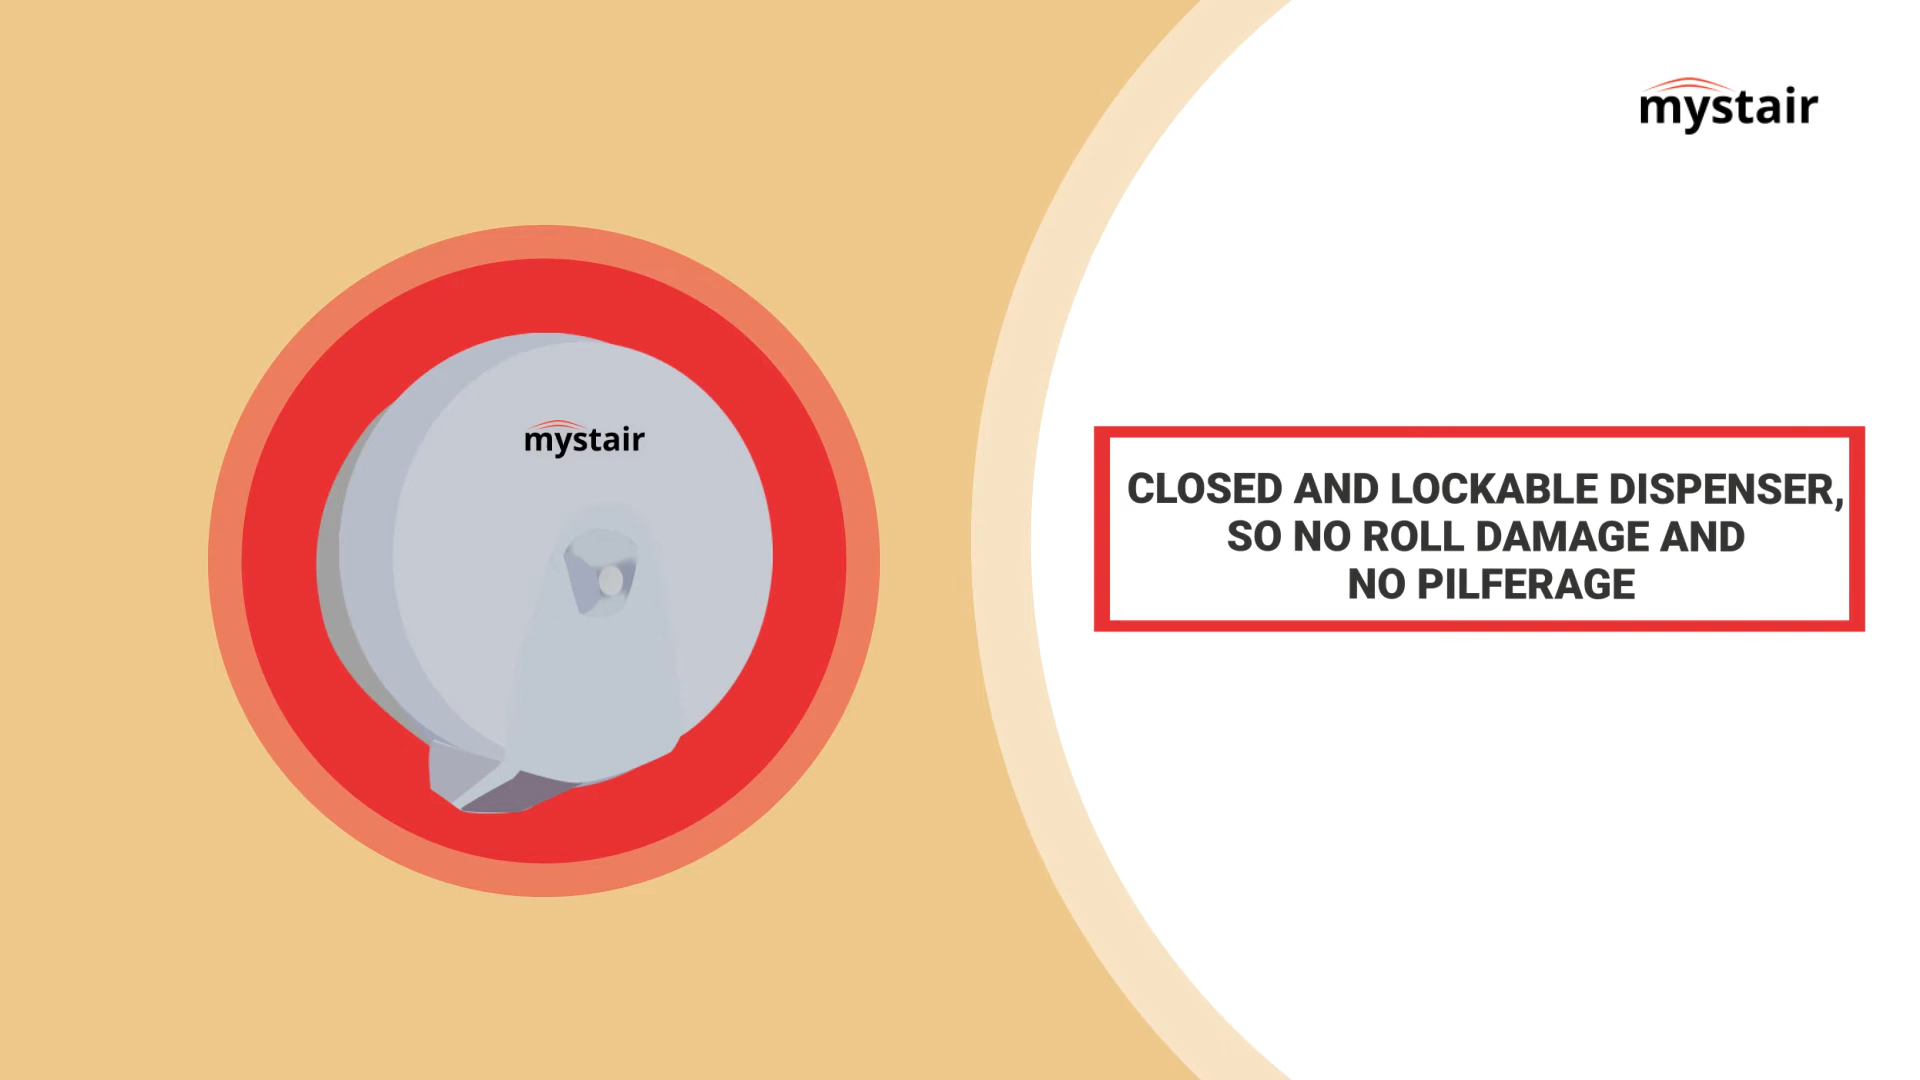 mystair
mystair
CLOSED AND LOCKABLE DISPENSER,
SO NO ROLL DAMAGE AND
NO PILFERAGE